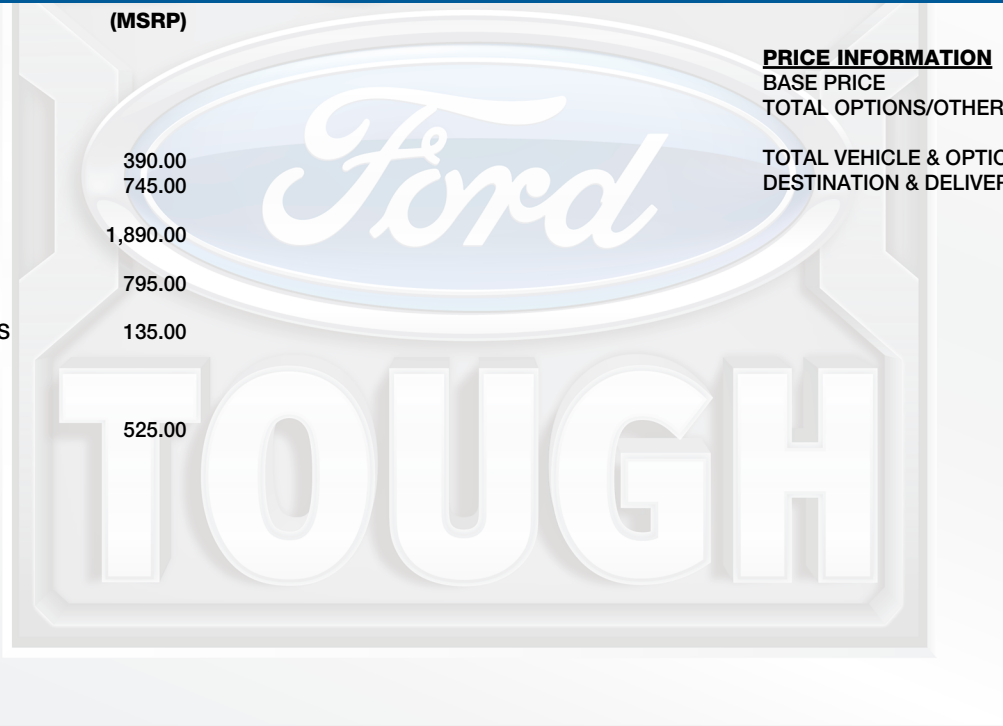 (MSRP)
390.00
745.00
1,890.00
795.00
S 135.00
525.00
PRICE INFORMATION
BASE PRICE
TOTAL OPTIONS/OTHER
TOTAL VEHICLE & OPTIO
DESTINATION & DELIVER
Ford
TOUGH